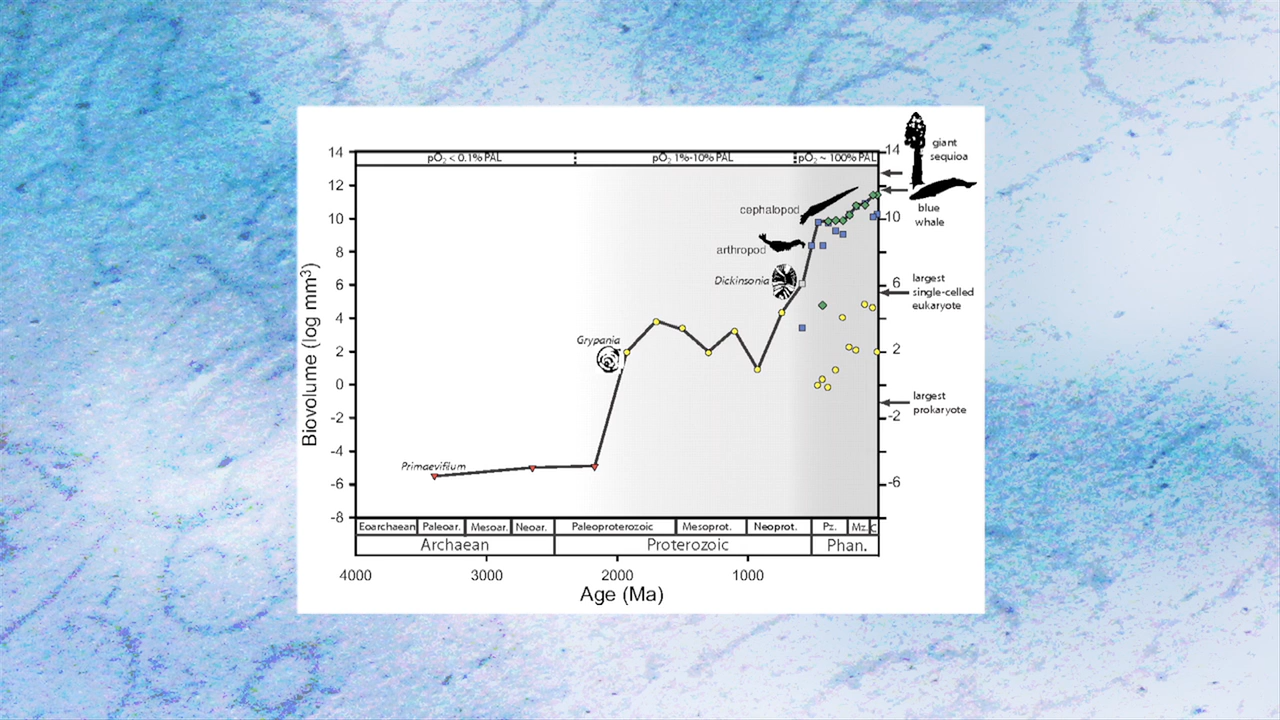 giant
sequioa
14
pO₂ < 0.1% PAL
pO₂ 1%-10% PAL
pO₂ ~ 100% PAL
14
12
cephalopod
blue
whale
10
10
arthropod
8
Dickinsonia
6
6
largest
single-celled
eukaryote
4
Grypania
2
2
0
largest
prokaryote
-2
-2
-4
Primaevifilum
-6
-6
-8
Biovolume (log mm³)
Eoarchaean Paleoar. Mesoar. Neoar. Paleoproterozoic Mesoprot. Neoprot. Pz. Mz. C
Archaean Proterozoic Phan.
4000 3000 2000 1000
Age (Ma)